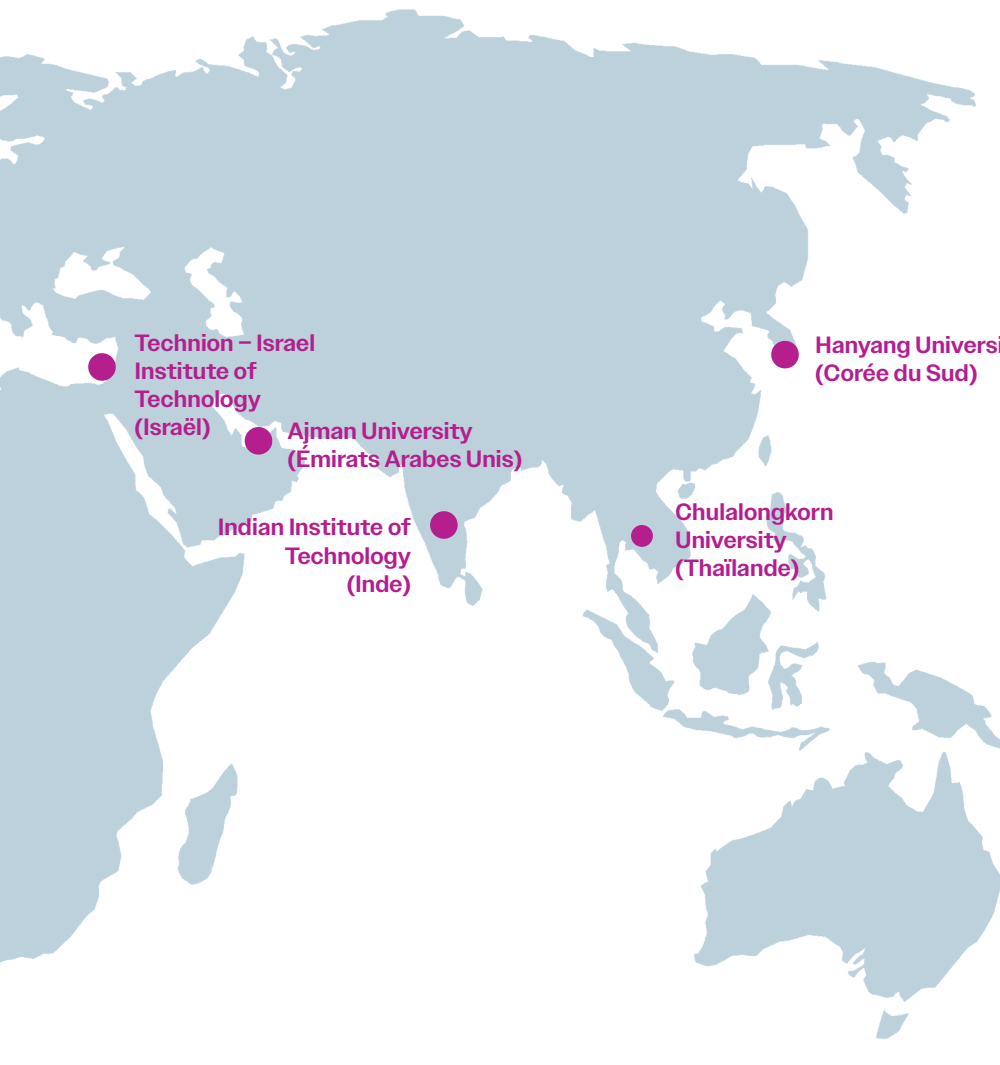 Technion – Israel
Institute of
Technology
(Israël)
Hanyang Universi
(Corée du Sud)
Ajman University
(Émirats Arabes Unis)
Indian Institute of
Technology
(Inde)
Chulalongkorn
University
(Thaïlande)